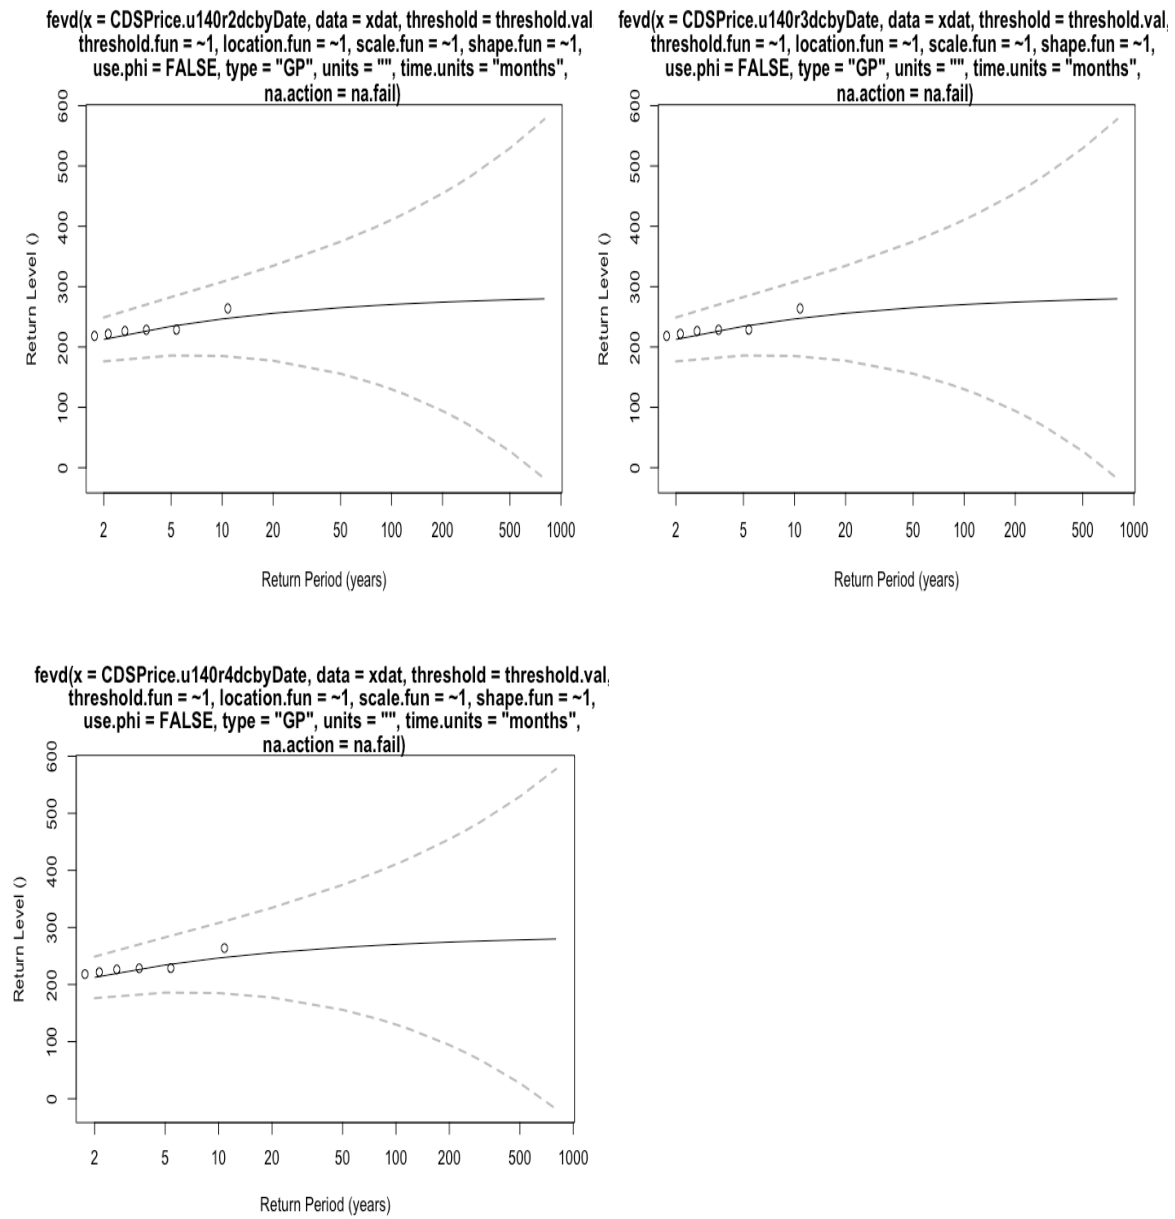 fevd(x = CDSPrice.u140r2dcbyDate, data = xdat, threshold = threshold.val
threshold.fun = ~1, location.fun = ~1, scale.fun = ~1, shape.fun = ~1,
use.phi = FALSE, type = "GP", units = "", time.units = "months",
na.action = na.fail)
600
500
400
300
200
100
0
Return Level ()
2 5 10 20 50 100 200 500 1000
Return Period (years)
fevd(x = CDSPrice.u140r3dcbyDate, data = xdat, threshold = threshold.val,
threshold.fun = ~1, location.fun = ~1, scale.fun = ~1, shape.fun = ~1,
use.phi = FALSE, type = "GP", units = "", time.units = "months",
na.action = na.fail)
600
500
400
300
200
100
0
Return Level ()
2 5 10 20 50 100 200 500 1000
Return Period (years)
fevd(x = CDSPrice.u140r4dcbyDate, data = xdat, threshold = threshold.val,
threshold.fun = ~1, location.fun = ~1, scale.fun = ~1, shape.fun = ~1,
use.phi = FALSE, type = "GP", units = "", time.units = "months",
na.action = na.fail)
600
500
400
300
200
100
0
Return Level ()
2 5 10 20 50 100 200 500 1000
Return Period (years)